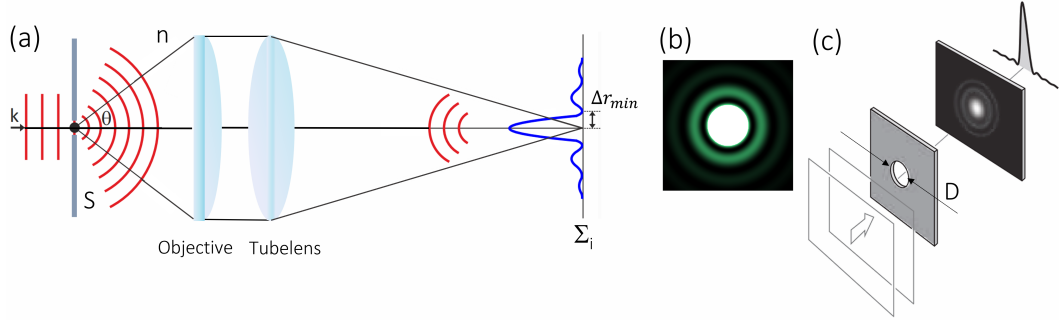 (a)
n
k
θ
S
Δr_min
Objective
Tubelens
Σ_i
(b)
(c)
D